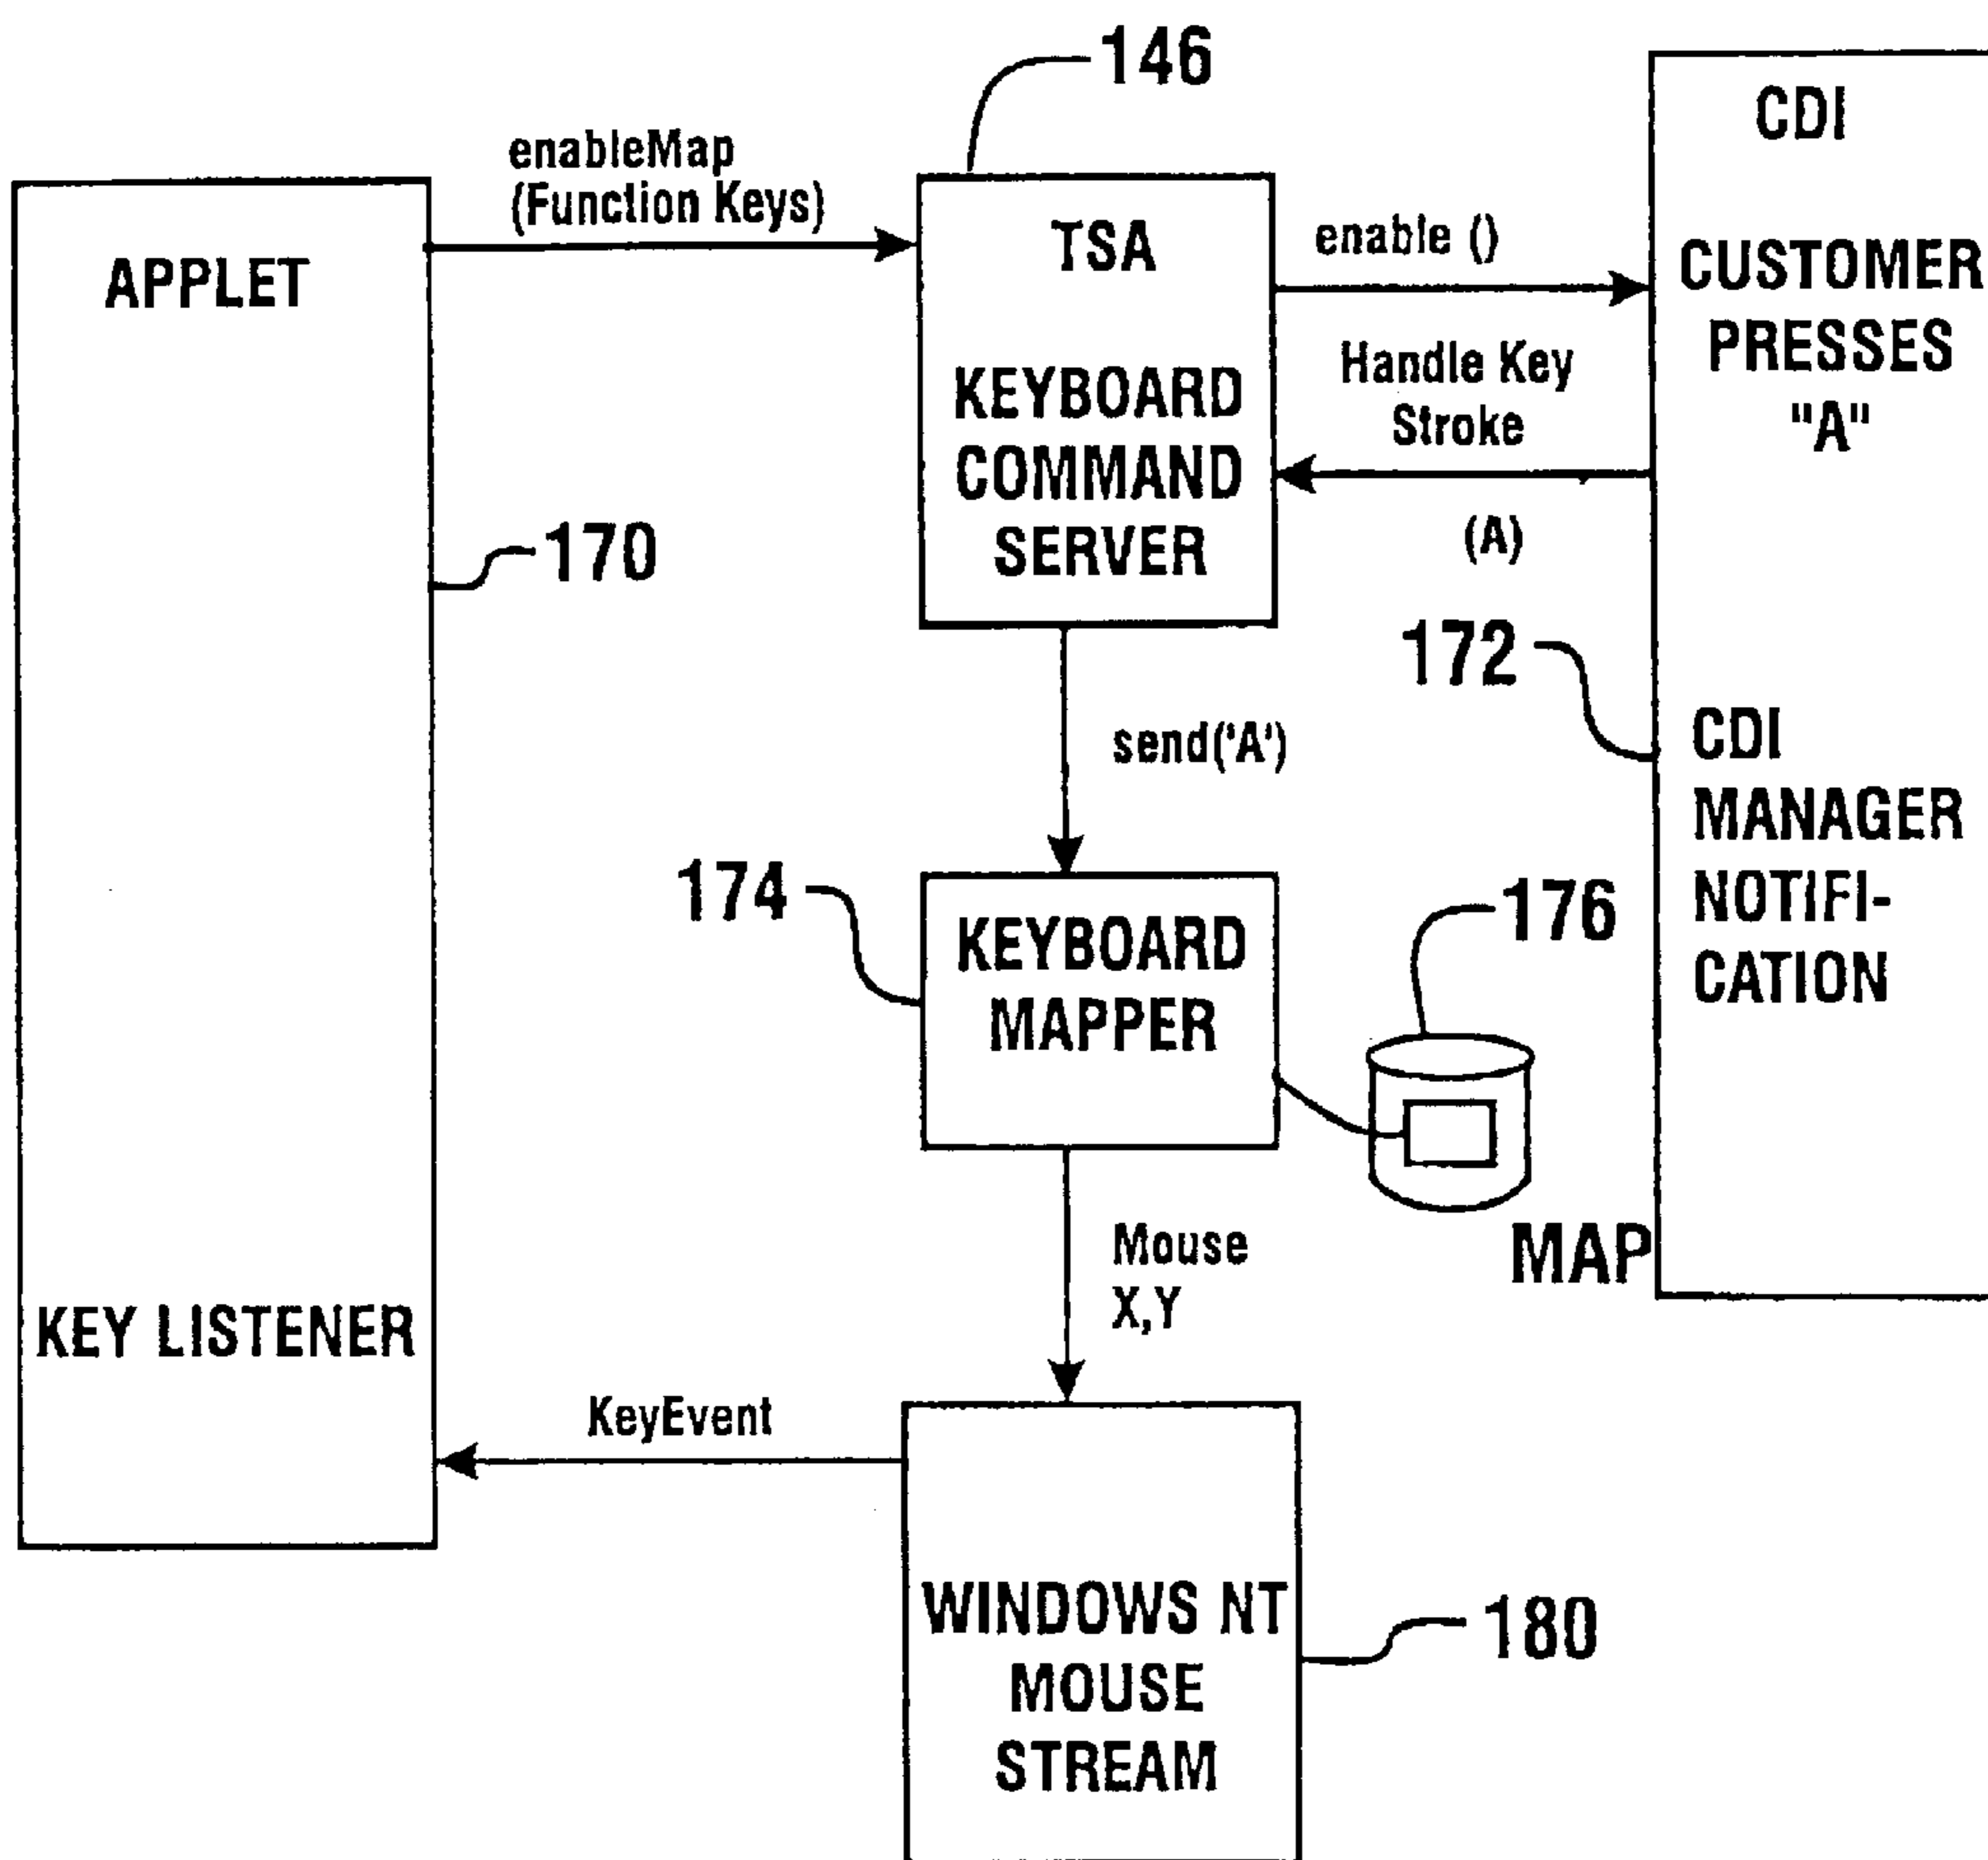 146
CDI
enableMap
(Function Keys)
TSA
enable ()
CUSTOMER
PRESSES
"A"
APPLET
Handle Key
Stroke
KEYBOARD
COMMAND
SERVER
(A)
170
172
send('A')
CDI
MANAGER
NOTIFI-
CATION
174
KEYBOARD
MAPPER
176
Mouse
X,Y
MAP
KEY LISTENER
KeyEvent
WINDOWS NT
MOUSE
STREAM
180